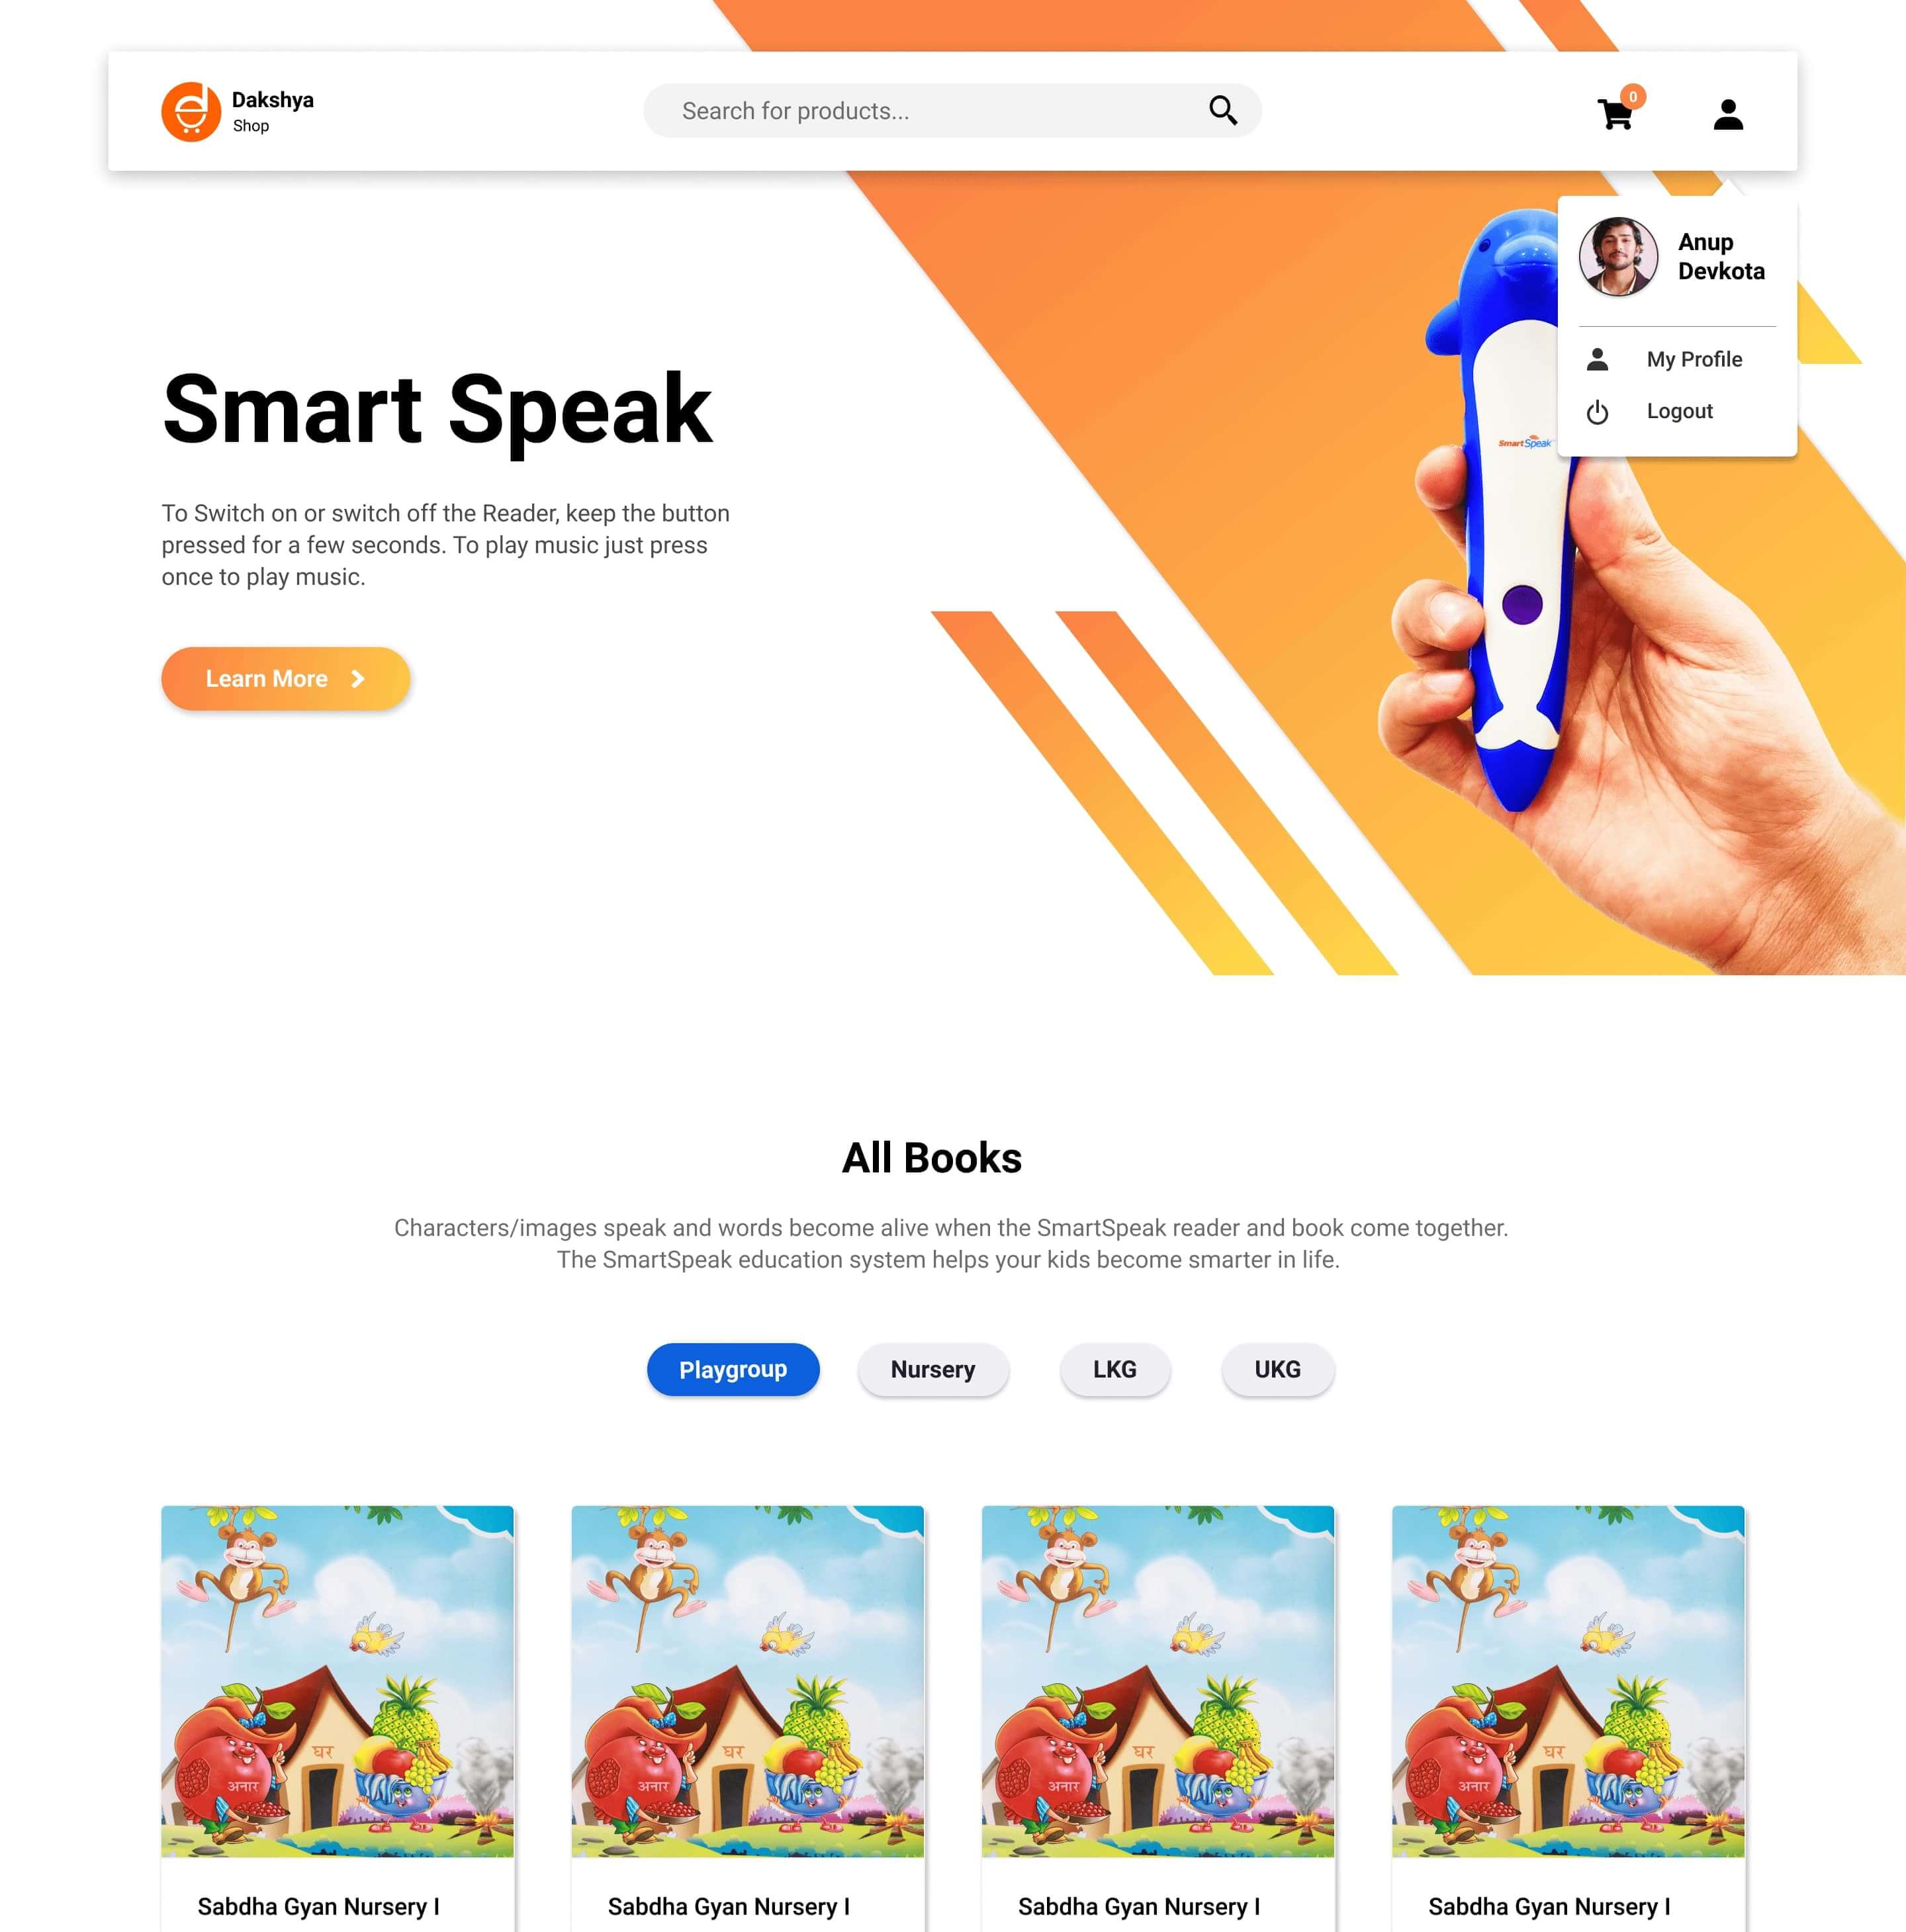 Dakshya
Shop
Search for products...
0
Anup
Devkota
My Profile
Logout
Smart Speak
To Switch on or switch off the Reader, keep the button
pressed for a few seconds. To play music just press
once to play music.
Learn More
SmartSpeak
All Books
Characters/images speak and words become alive when the SmartSpeak reader and book come together.
The SmartSpeak education system helps your kids become smarter in life.
Playgroup
Nursery
LKG
UKG
घर
अनार
घर
अनार
घर
अनार
घर
अनार
Sabdha Gyan Nursery I
Sabdha Gyan Nursery I
Sabdha Gyan Nursery I
Sabdha Gyan Nursery I